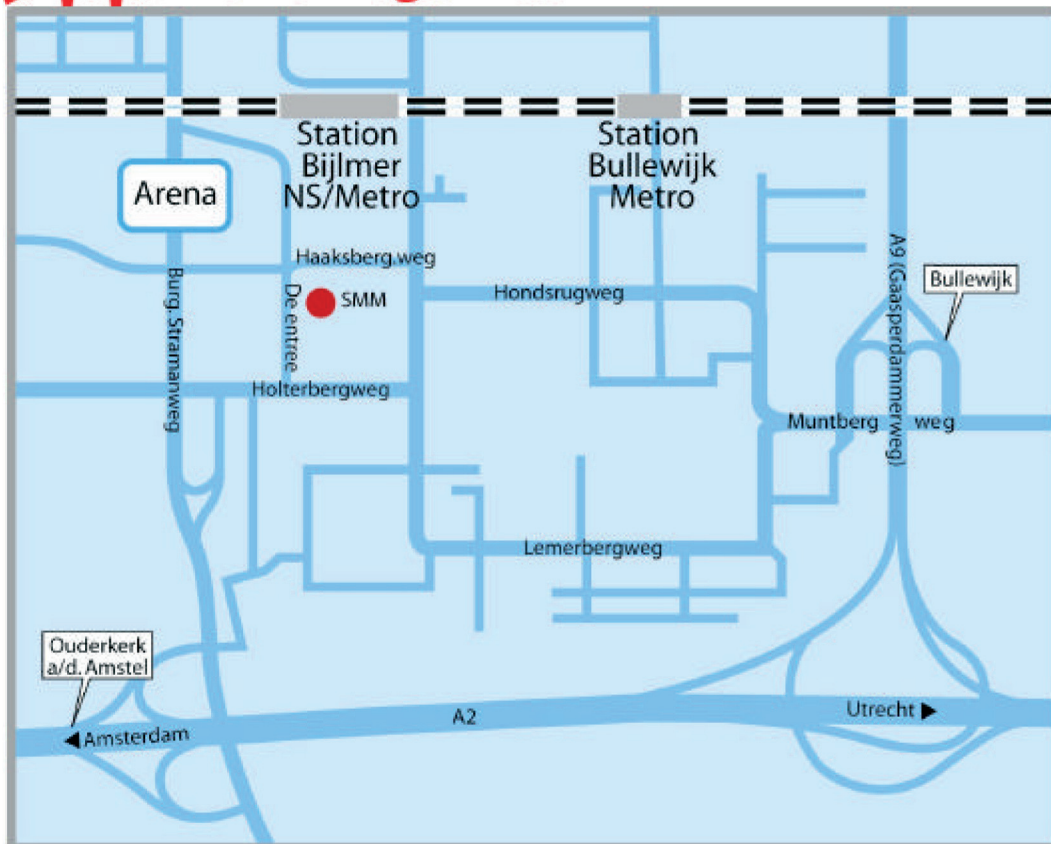 Station
Bijlmer
NS/Metro
Station
Bullewijk
Metro
Arena
Haaksberg.weg
SMM
De entree
Burg. Stramanweg
Hondsrugweg
A9 (Gaasperdammerweg)
Bullewijk
Holterbergweg
Muntberg weg
Lemerbergweg
Ouderkerk
a/d. Amstel
Amsterdam
A2
Utrecht